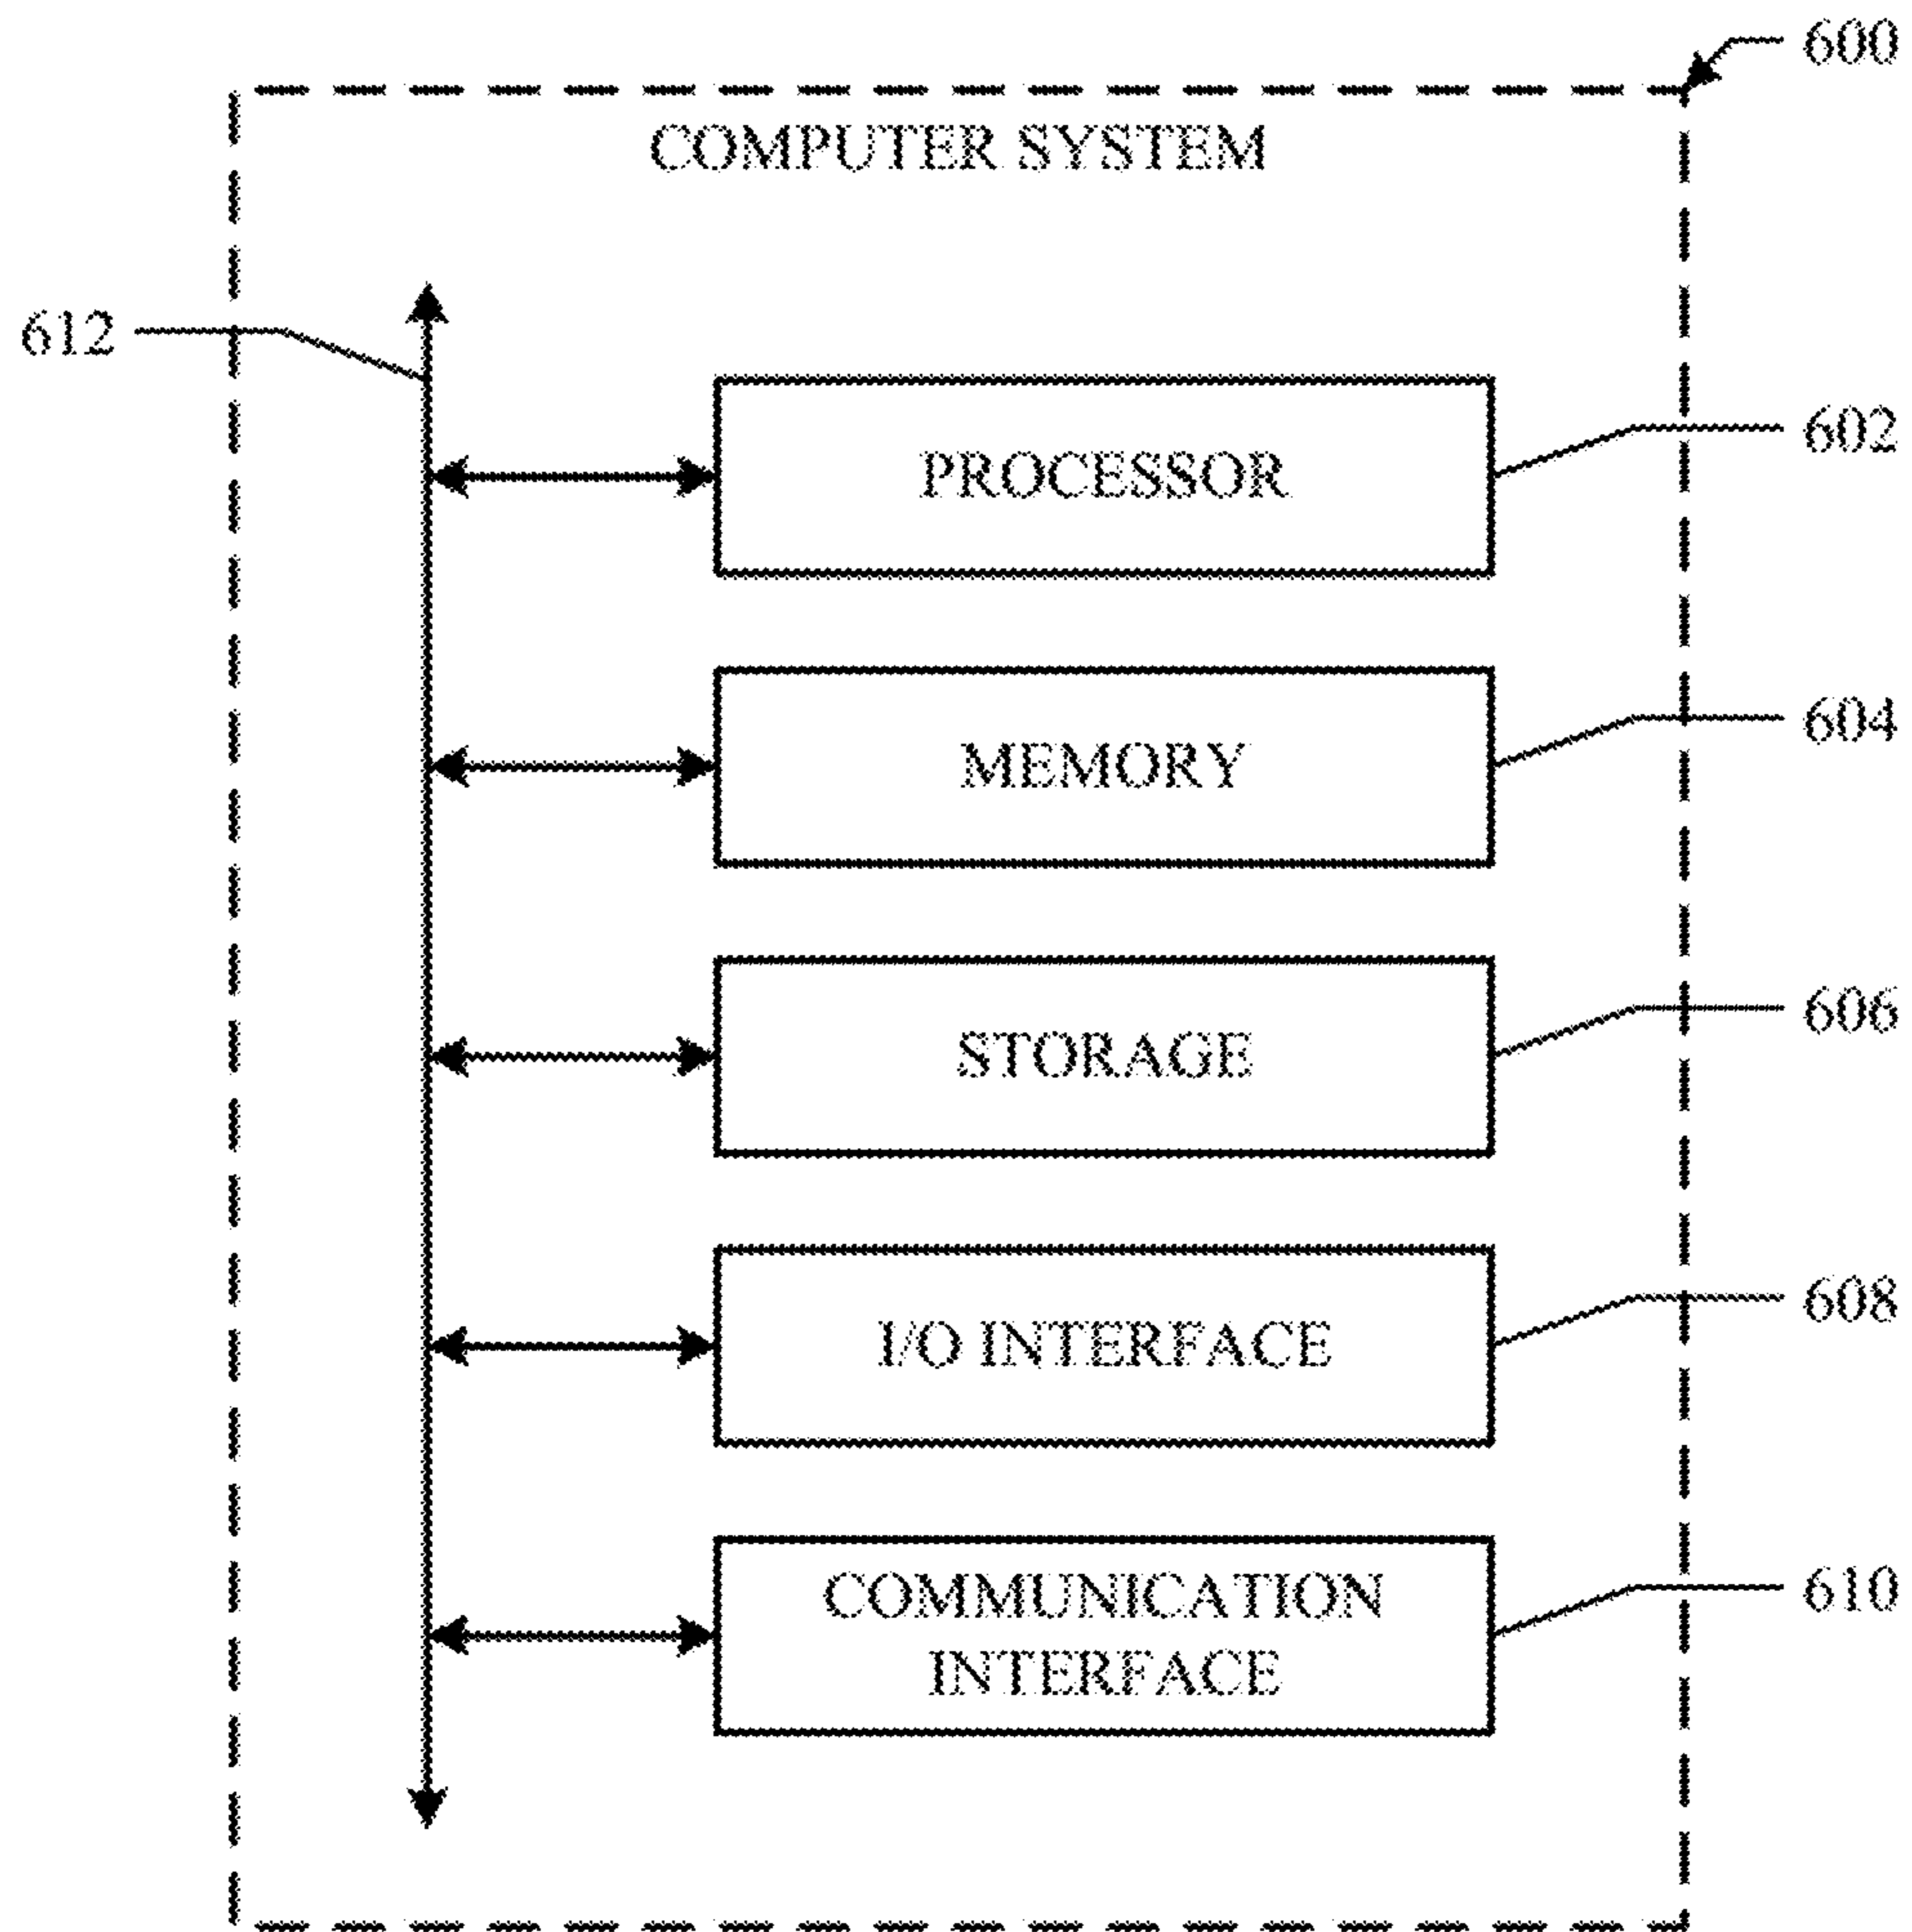 600
COMPUTER SYSTEM
612
602
PROCESSOR
604
MEMORY
606
STORAGE
608
I/O INTERFACE
610
COMMUNICATION
INTERFACE